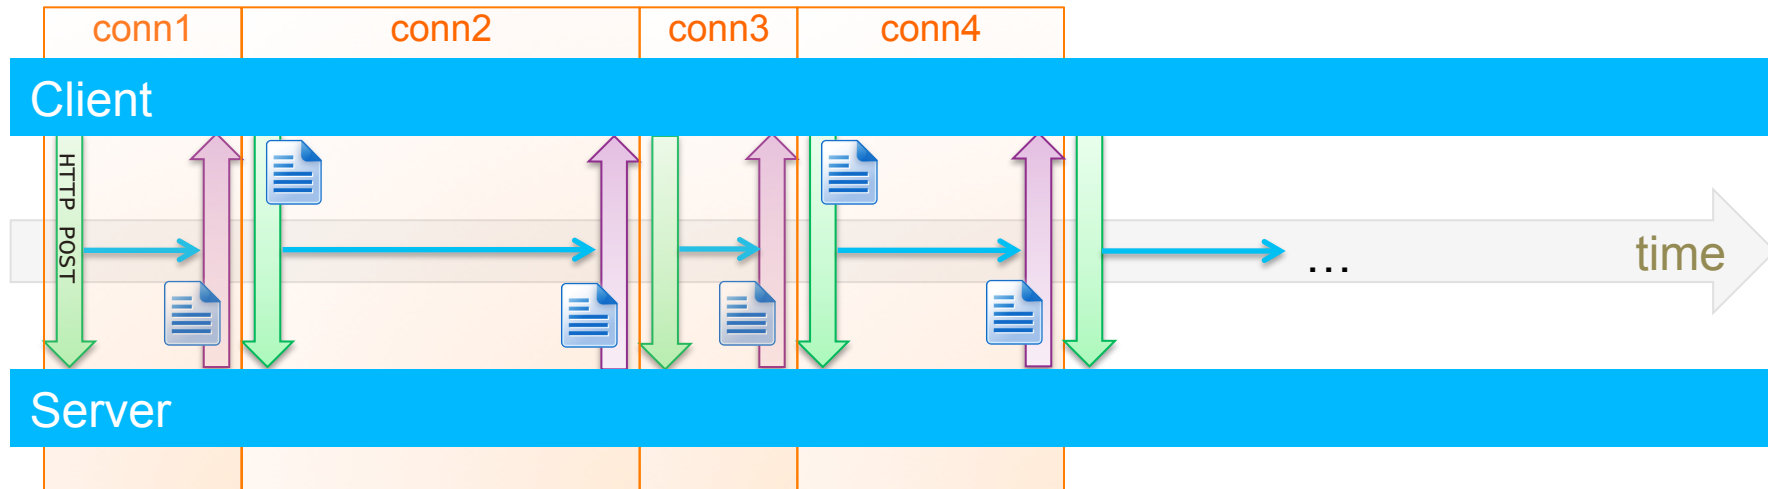 conn1
conn2
conn3
conn4
Client
HTTP POST
...
time
Server